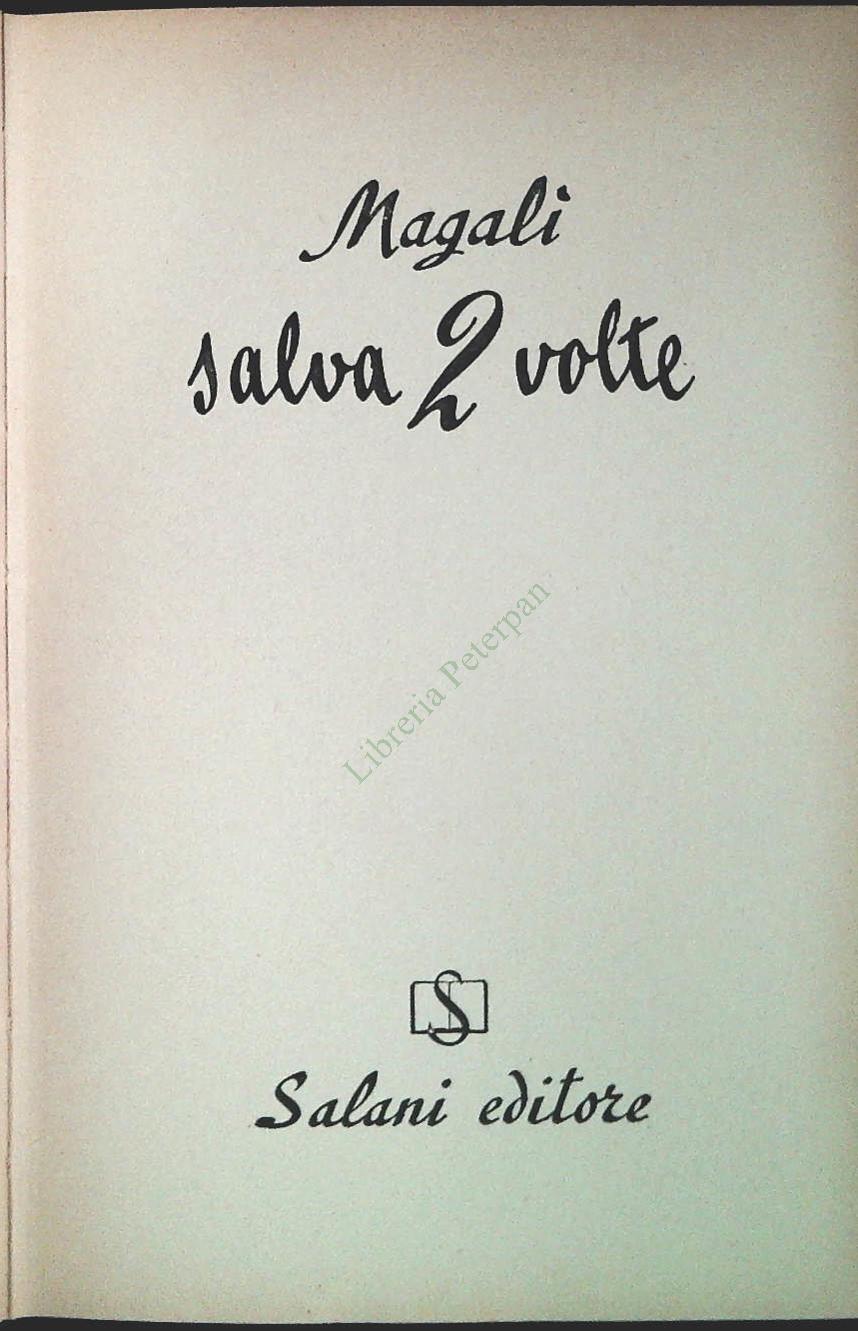 Magali
salva 2 volte
Libreria Peterpan
S
Salani editore